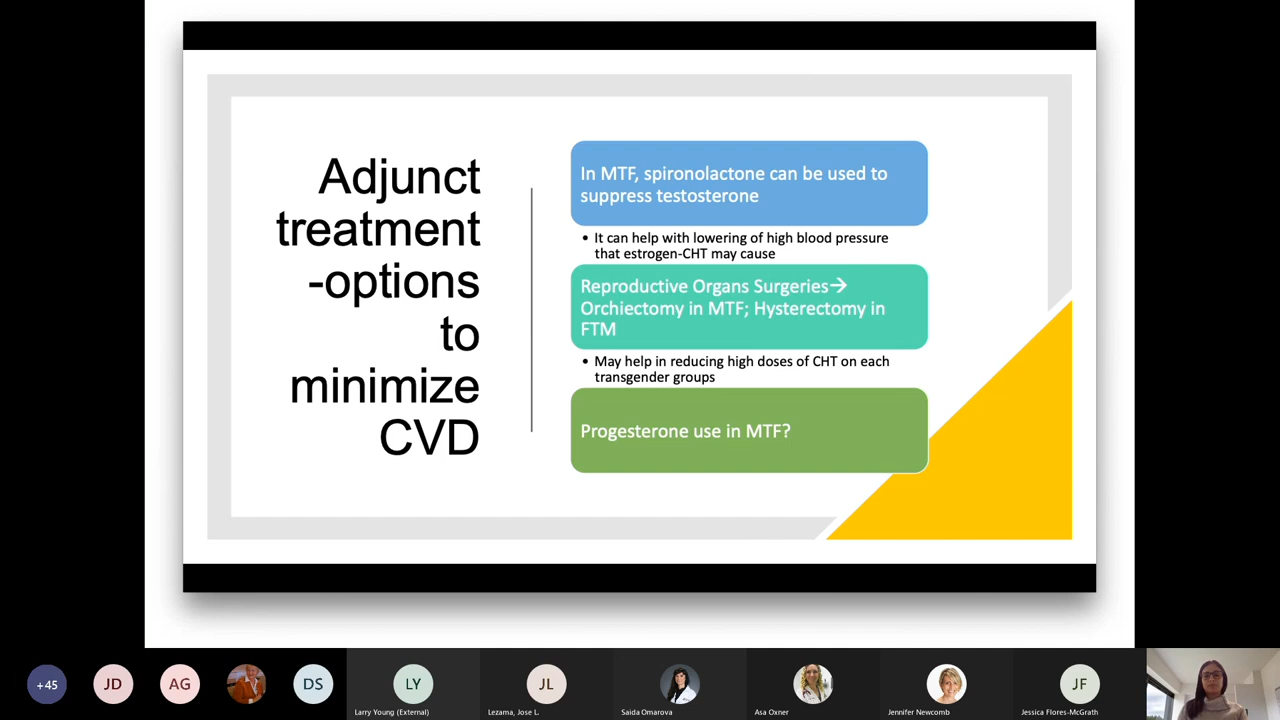 Adjunct
treatment
-options
to
minimize
CVD
In MTF, spironolactone can be used to
suppress testosterone
• It can help with lowering of high blood pressure
that estrogen-CHT may cause
Reproductive Organs Surgeries→
Orchiectomy in MTF; Hysterectomy in
FTM
• May help in reducing high doses of CHT on each
transgender groups
Progesterone use in MTF?
+45
JD
AG
DS
LY
Larry Young (External)
JL
Lezama, Jose L.
Saida Omarova
Asa Oxner
Jennifer Newcomb
JF
Jessica Flores-McGrath